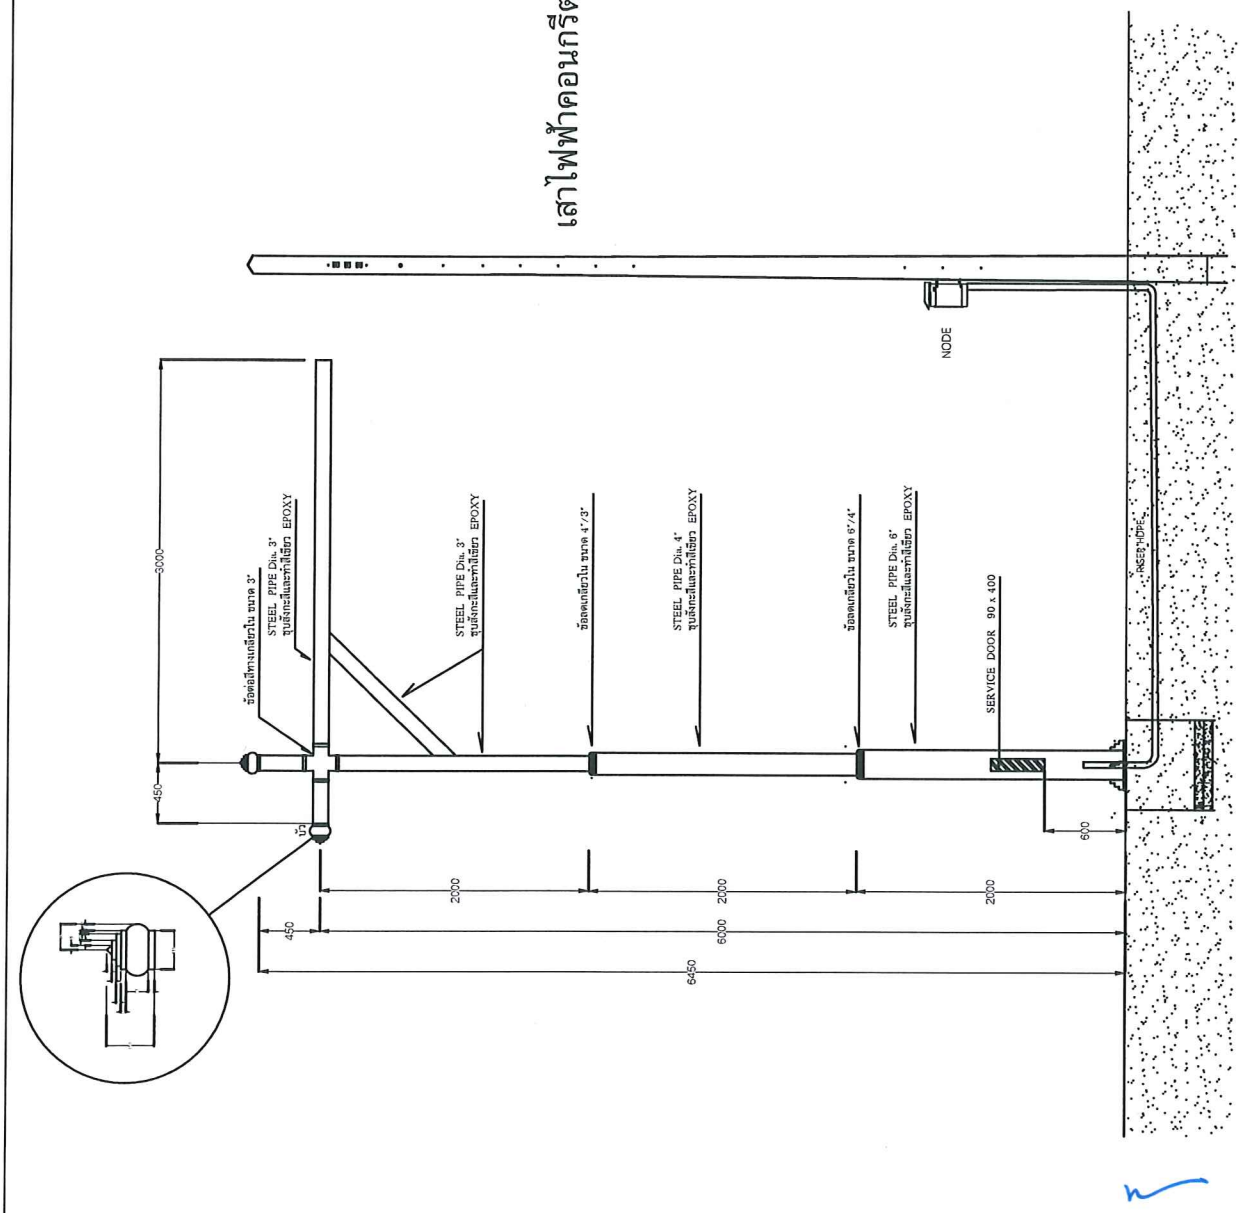 เสาไฟฟ้าคอนกรีต
3000
450
ข้อต่อสี่ทางเกลียวใน ขนาด 3"
STEEL PIPE Dia. 3"
ชุบสังกะสีและทาสีเขียว EPOXY
STEEL PIPE Dia. 3"
ชุบสังกะสีและทาสีเขียว EPOXY
ข้อลดเกลียวใน ขนาด 4"/3"
STEEL PIPE Dia. 4"
ชุบสังกะสีและทาสีเขียว EPOXY
ข้อลดเกลียวใน ขนาด 6"/4"
STEEL PIPE Dia. 6"
ชุบสังกะสีและทาสีเขียว EPOXY
SERVICE DOOR 90 x 400
NODE
RISER HDPE
บัว
600
2000
2000
2000
450
6000
6450